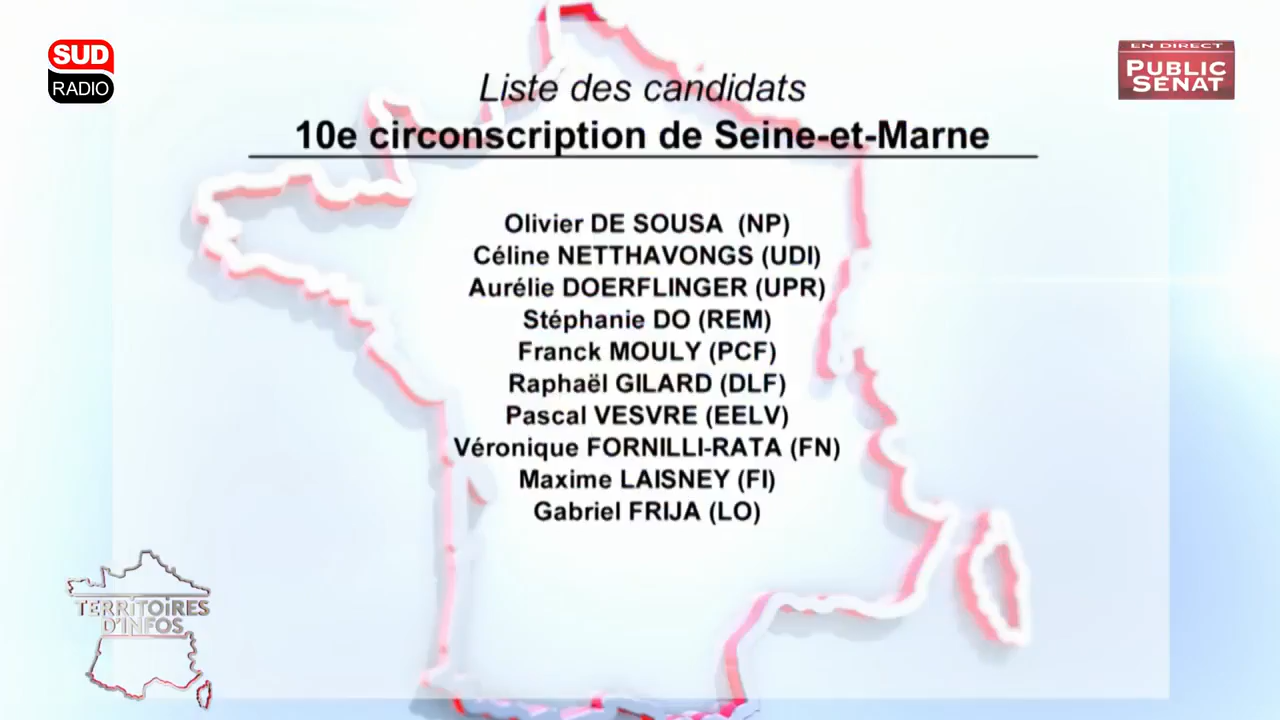 SUD
RADIO
EN DIRECT
PUBLIC
SÉNAT
Liste des candidats
10e circonscription de Seine-et-Marne
Olivier DE SOUSA (NP)
Céline NETTHAVONGS (UDI)
Aurélie DOERFLINGER (UPR)
Stéphanie DO (REM)
Franck MOULY (PCF)
Raphaël GILARD (DLF)
Pascal VESVRE (EELV)
Véronique FORNILLI-RATA (FN)
Maxime LAISNEY (FI)
Gabriel FRIJA (LO)
TERRiTOiRES
D'iNFOS